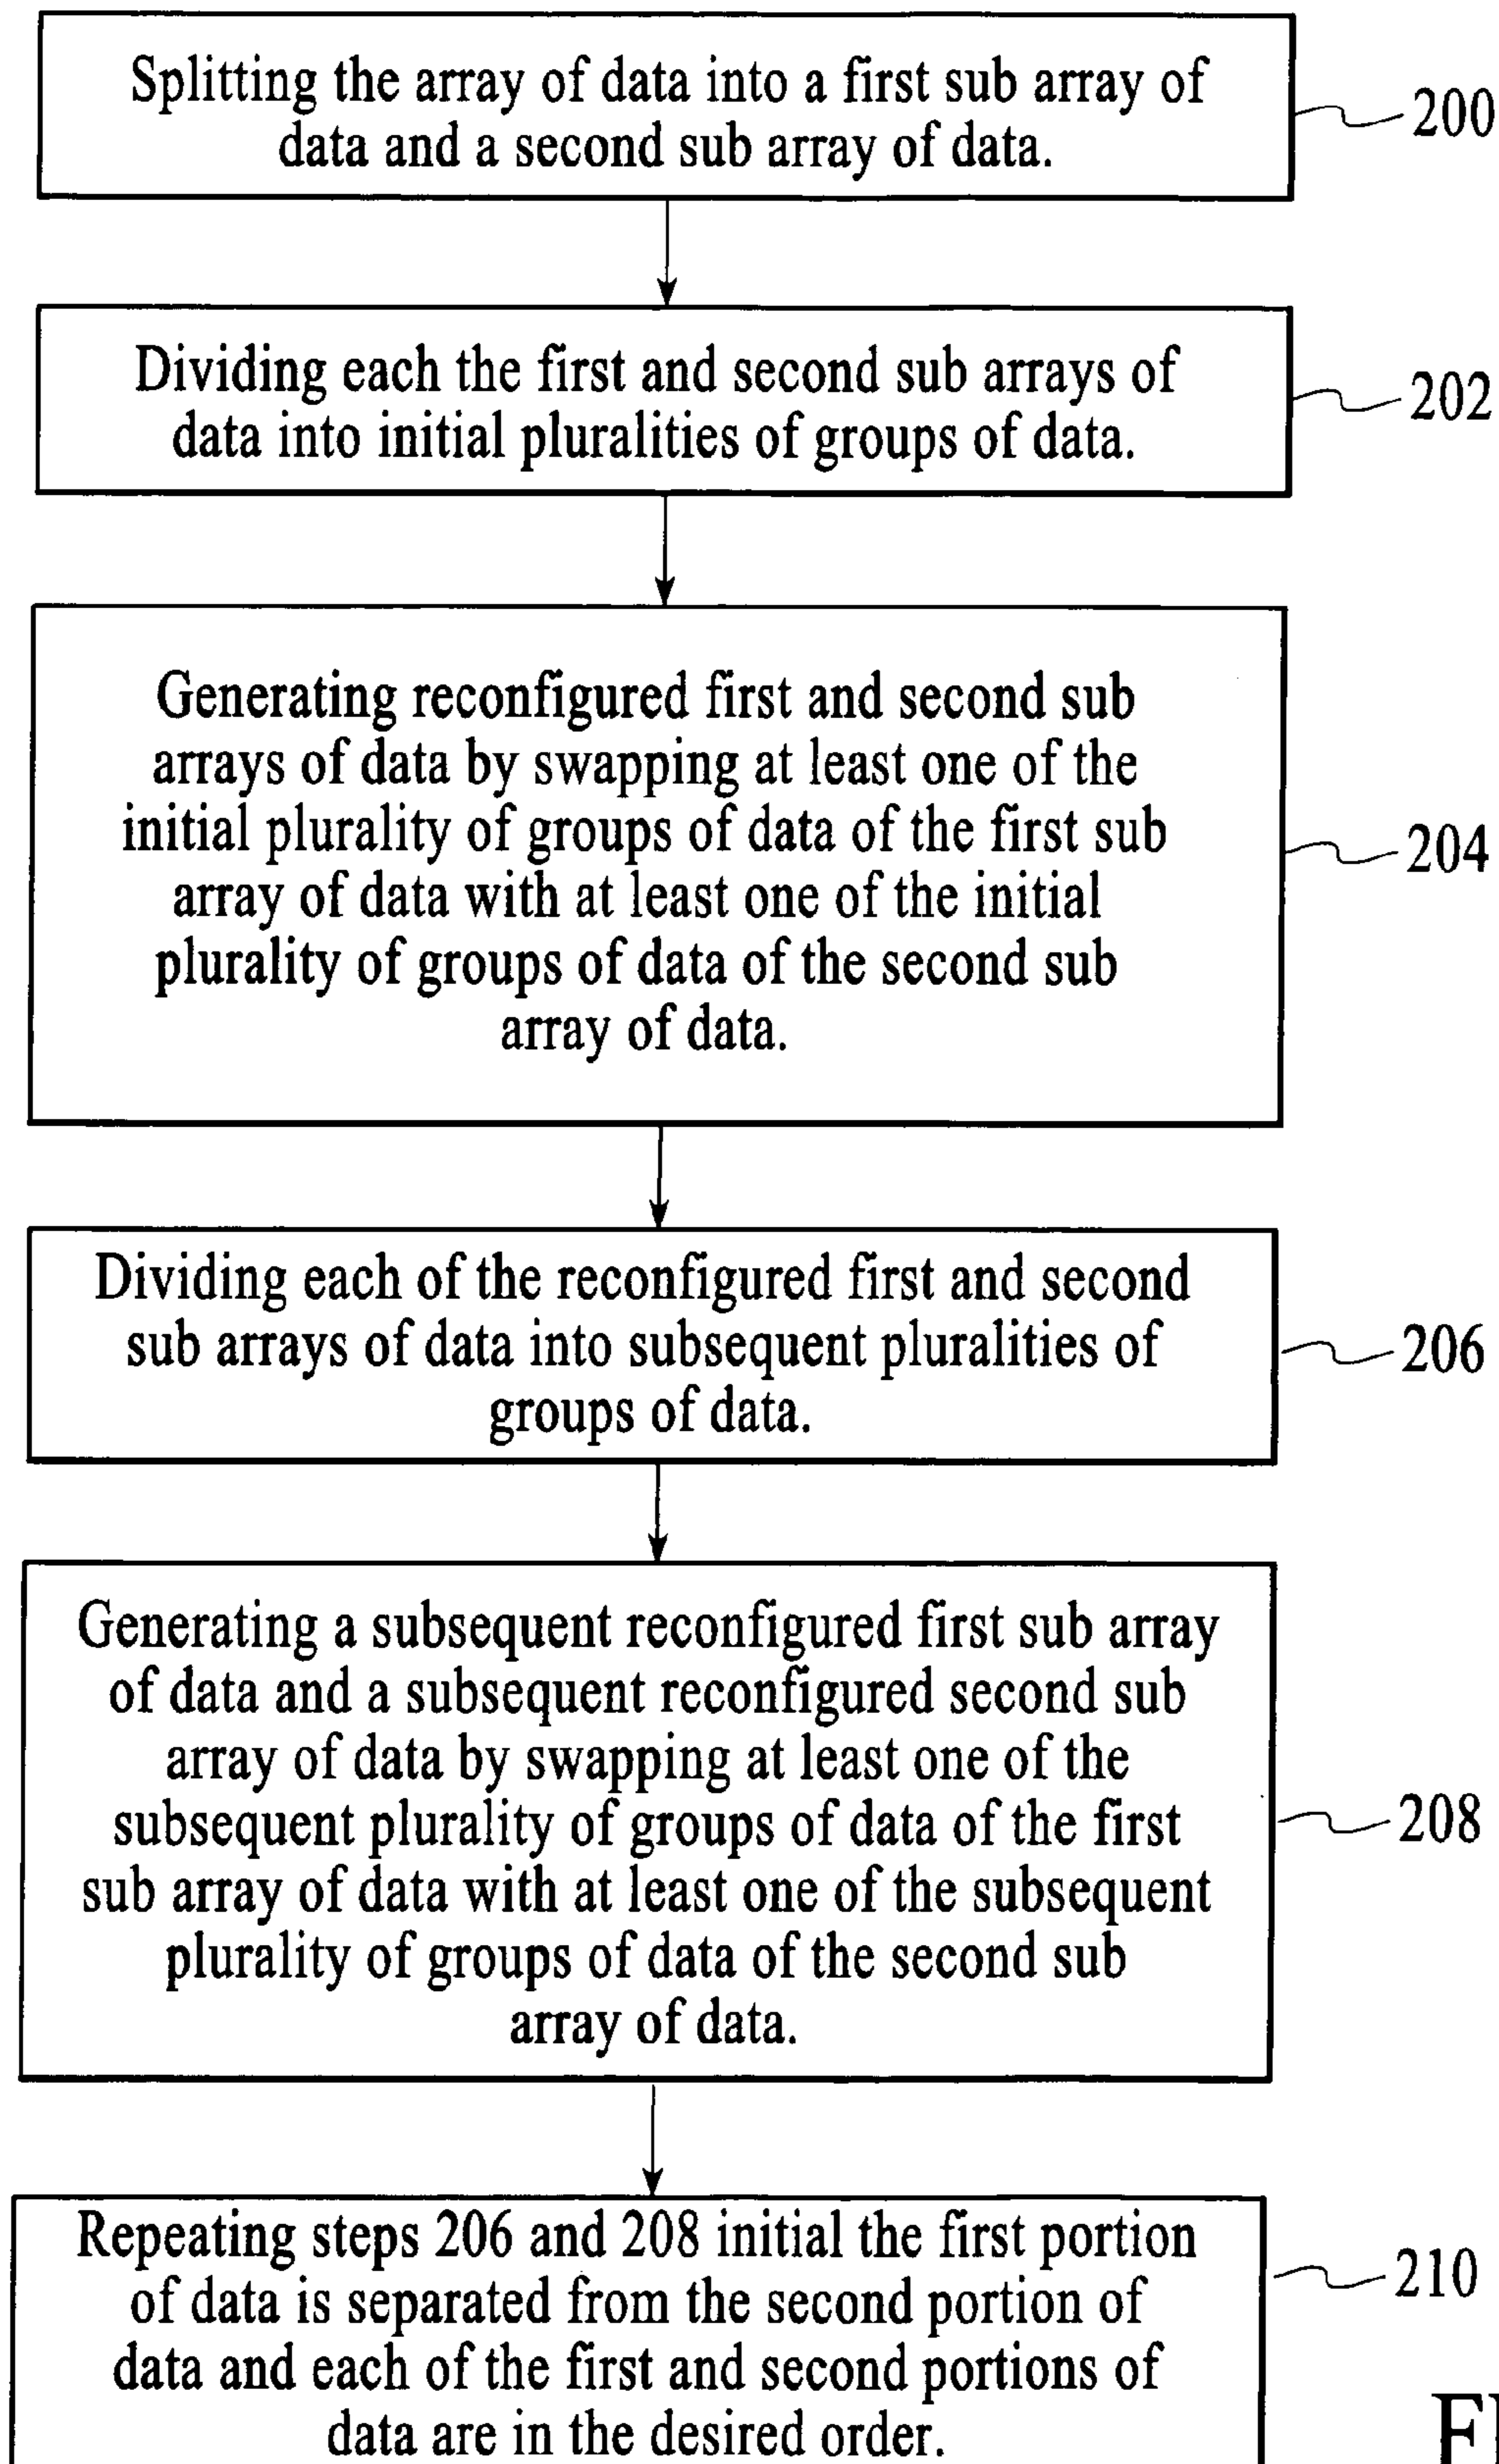 Splitting the array of data into a first sub array of
data and a second sub array of data.
200
Dividing each the first and second sub arrays of
data into initial pluralities of groups of data.
202
Generating reconfigured first and second sub
arrays of data by swapping at least one of the
initial plurality of groups of data of the first sub
array of data with at least one of the initial
plurality of groups of data of the second sub
array of data.
204
Dividing each of the reconfigured first and second
sub arrays of data into subsequent pluralities of
groups of data.
206
Generating a subsequent reconfigured first sub array
of data and a subsequent reconfigured second sub
array of data by swapping at least one of the
subsequent plurality of groups of data of the first
sub array of data with at least one of the subsequent
plurality of groups of data of the second sub
array of data.
208
Repeating steps 206 and 208 initial the first portion
of data is separated from the second portion of
data and each of the first and second portions of
data are in the desired order.
210